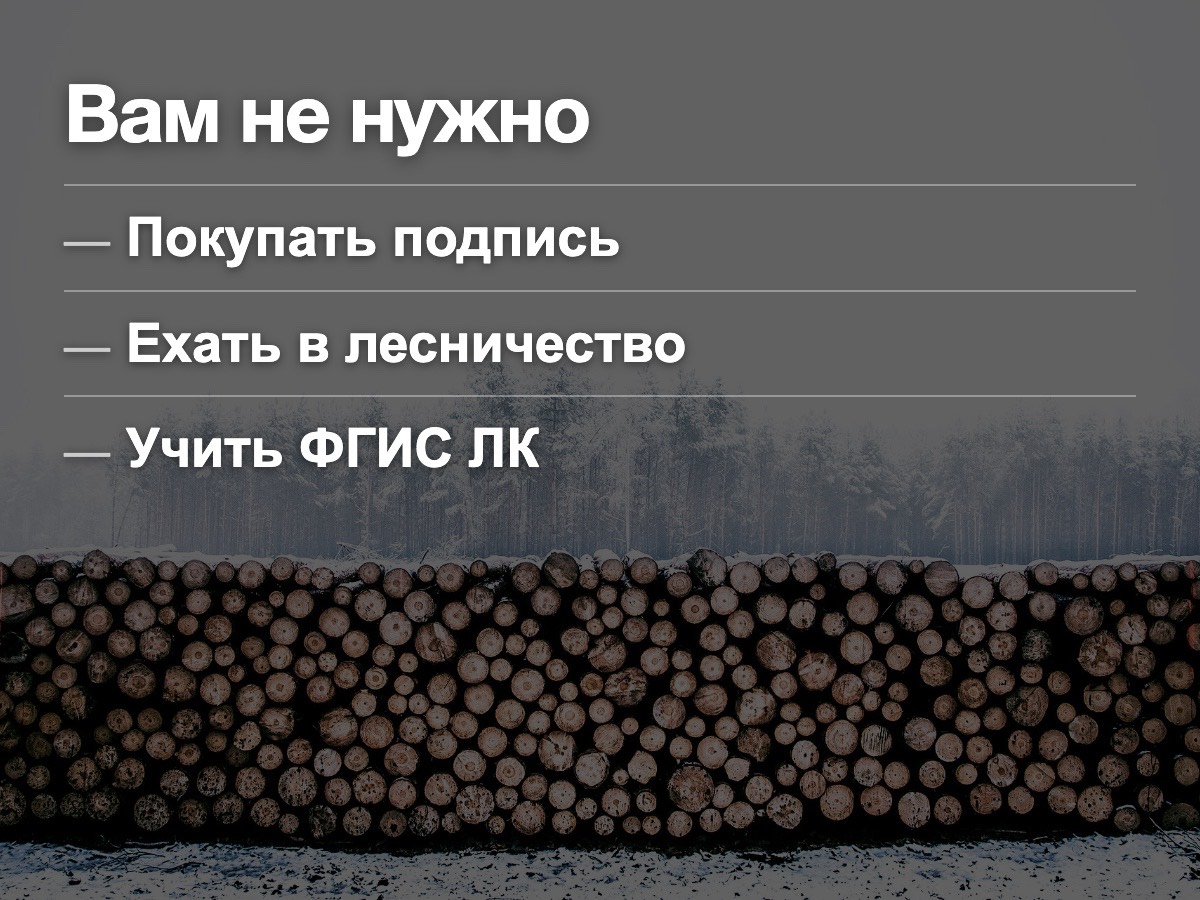 Вам не нужно
— Покупать подпись
— Ехать в лесничество
— Учить ФГИС ЛК